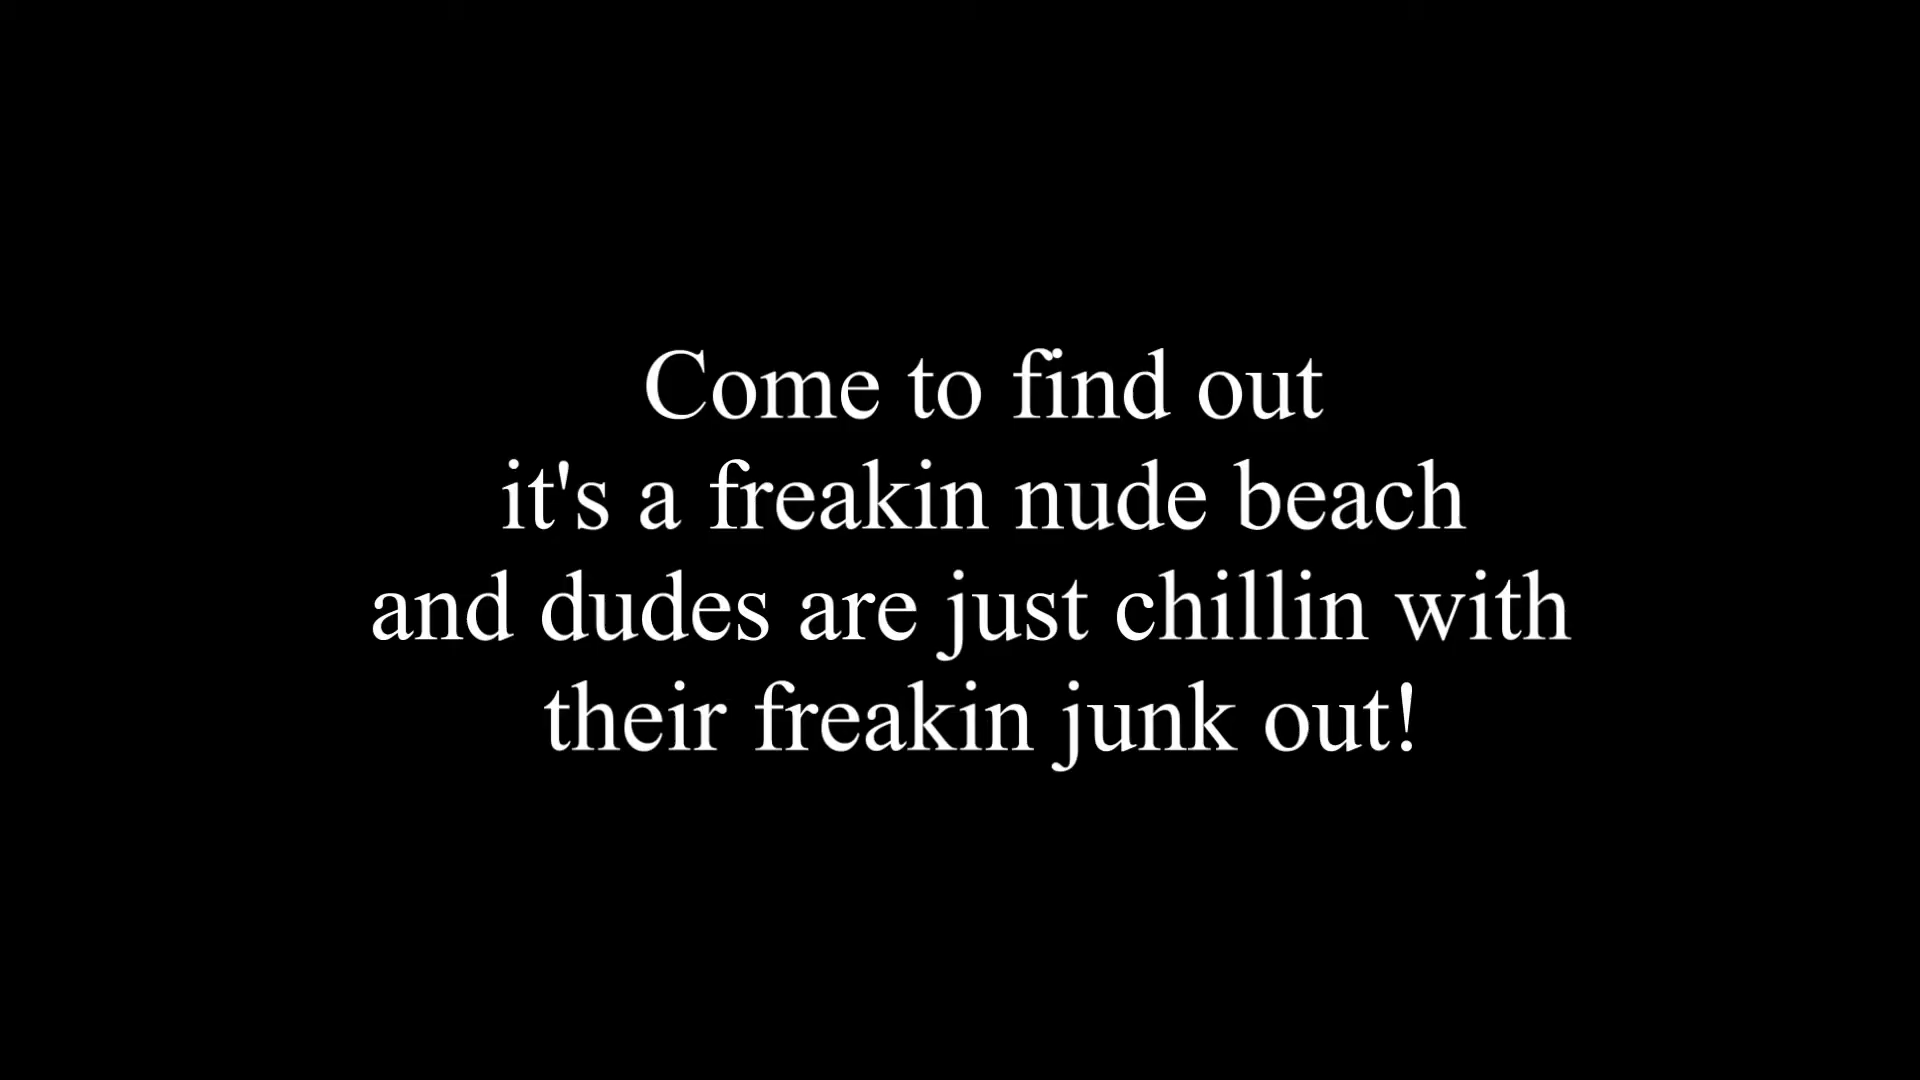 Come to find out
it's a freakin nude beach
and dudes are just chillin with
their freakin junk out!